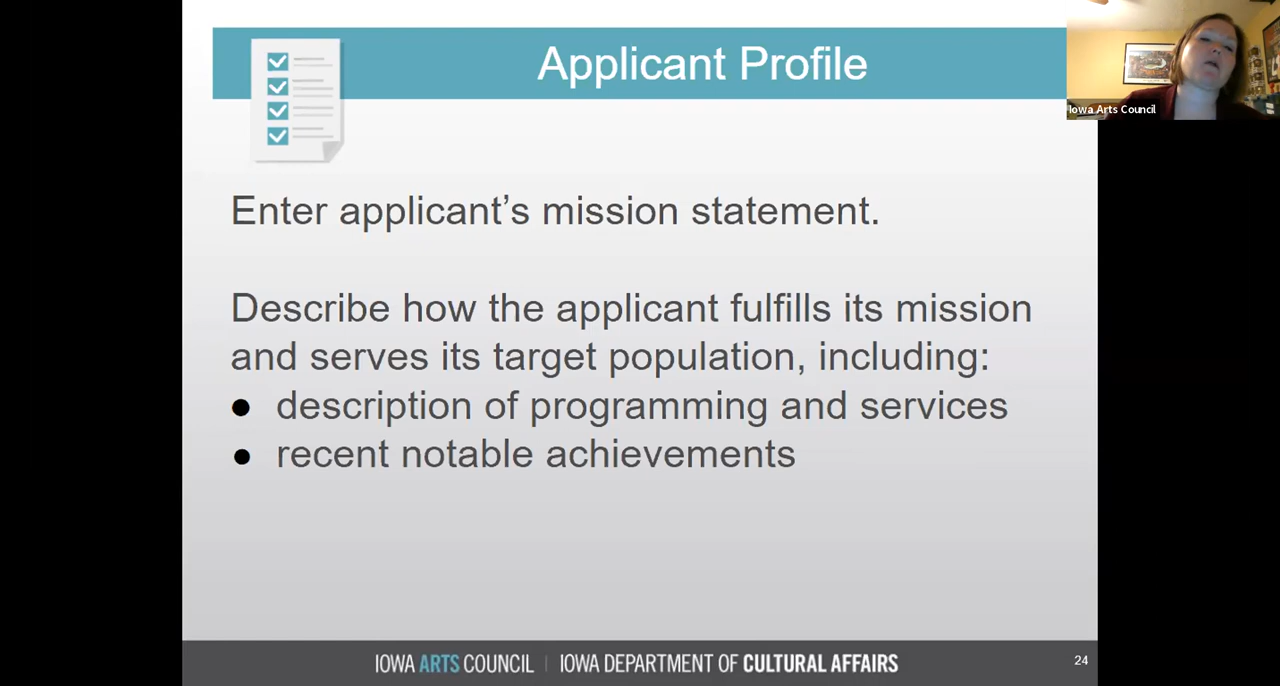 Applicant Profile
Iowa Arts Council
Enter applicant’s mission statement.
Describe how the applicant fulfills its mission
and serves its target population, including:
● description of programming and services
● recent notable achievements
IOWA ARTS COUNCIL | IOWA DEPARTMENT OF CULTURAL AFFAIRS
24